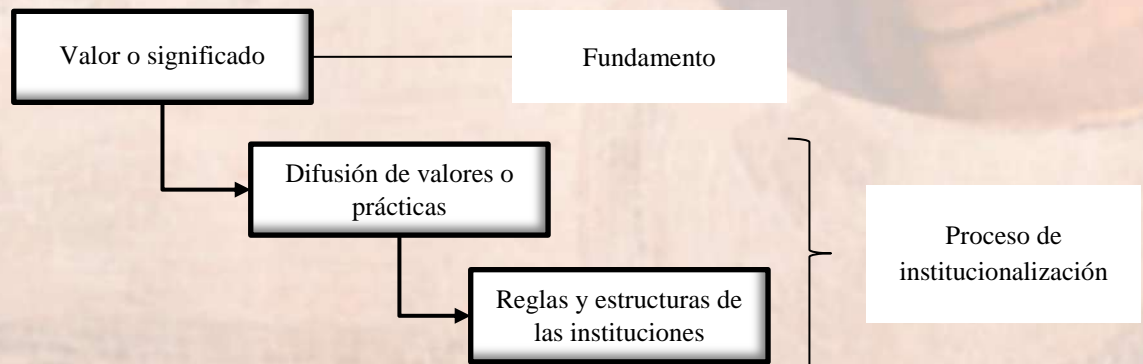 Valor o significado
Fundamento
Difusión de valores o
prácticas
Proceso de
institucionalización
Reglas y estructuras de
las instituciones